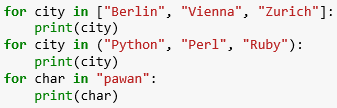 for city in ["Berlin", "Vienna", "Zurich"]:
    print(city)
for city in ("Python", "Perl", "Ruby"):
    print(city)
for char in "pawan":
    print(char)